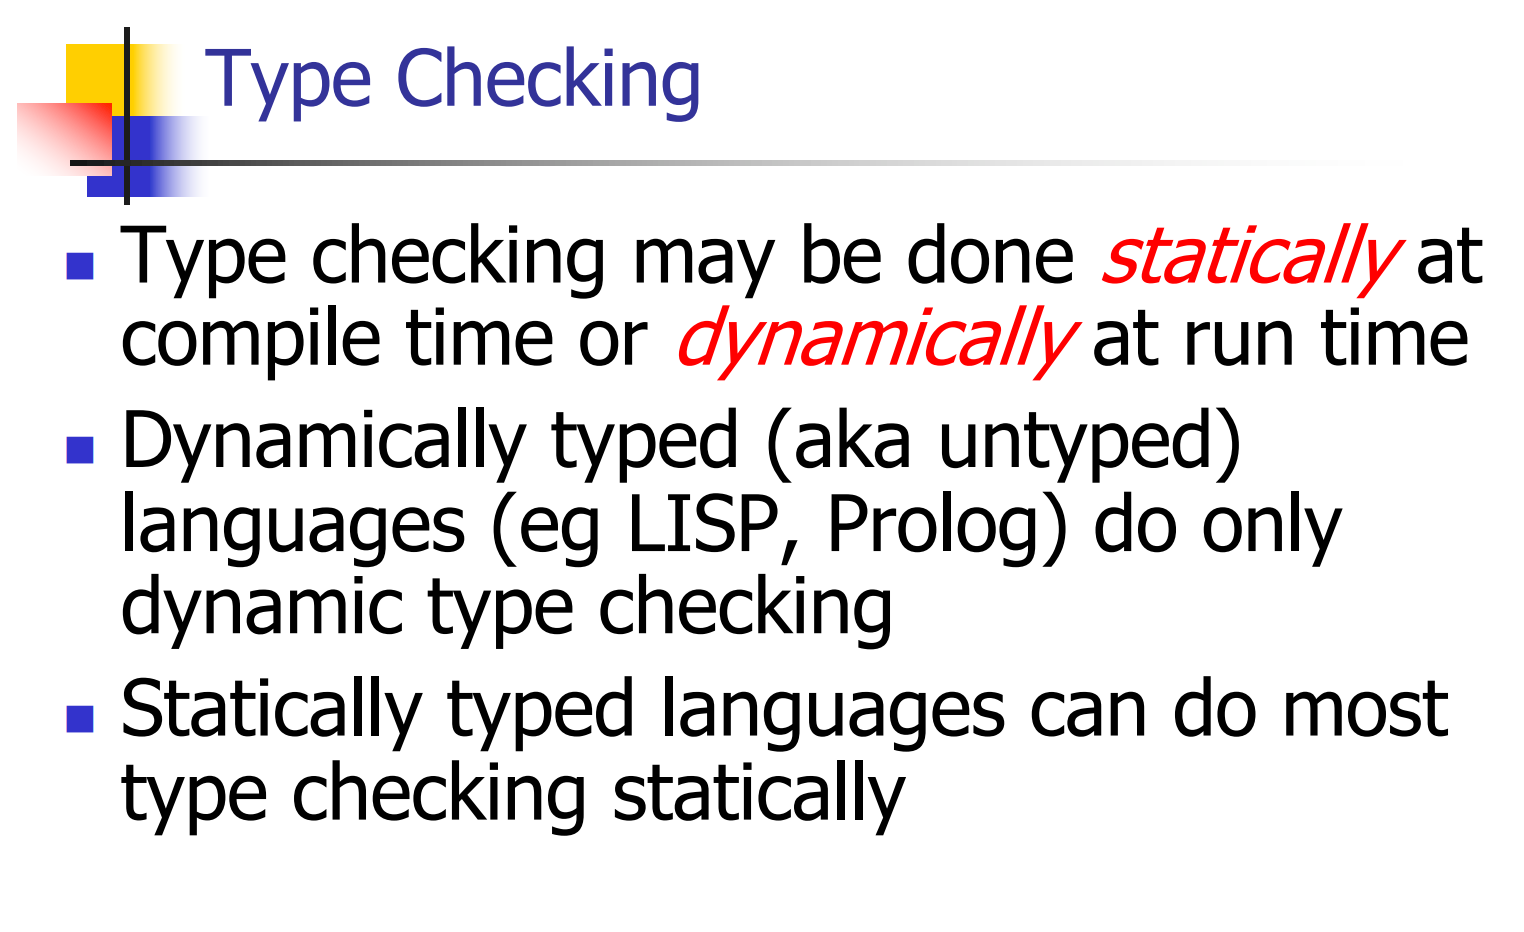 Type Checking
Type checking may be done statically at
compile time or dynamically at run time
Dynamically typed (aka untyped)
languages (eg LISP, Prolog) do only
dynamic type checking
Statically typed languages can do most
type checking statically